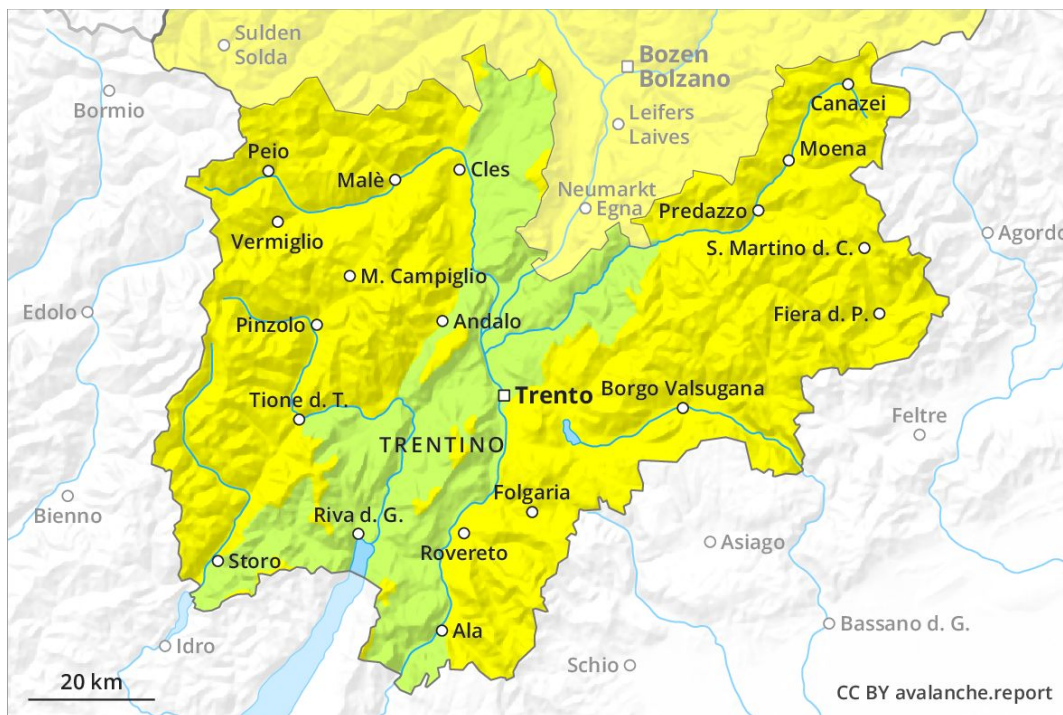 Sulden
Solda
Bozen
Bolzano
Bormio
Canazei
Leifers
Laives
Peio
Malè
Cles
Moena
Neumarkt
Egna
Vermiglio
Predazzo
S. Martino d. C.
Agordo
M. Campiglio
Edolo
Pinzolo
Andalo
Fiera d. P.
Tione d. T.
Trento
Borgo Valsugana
Feltre
TRENTINO
Bienno
Folgaria
Riva d. G.
Rovereto
Asiago
Storo
Ala
Bassano d. G.
Idro
Schio
20 km
CC BY avalanche.report